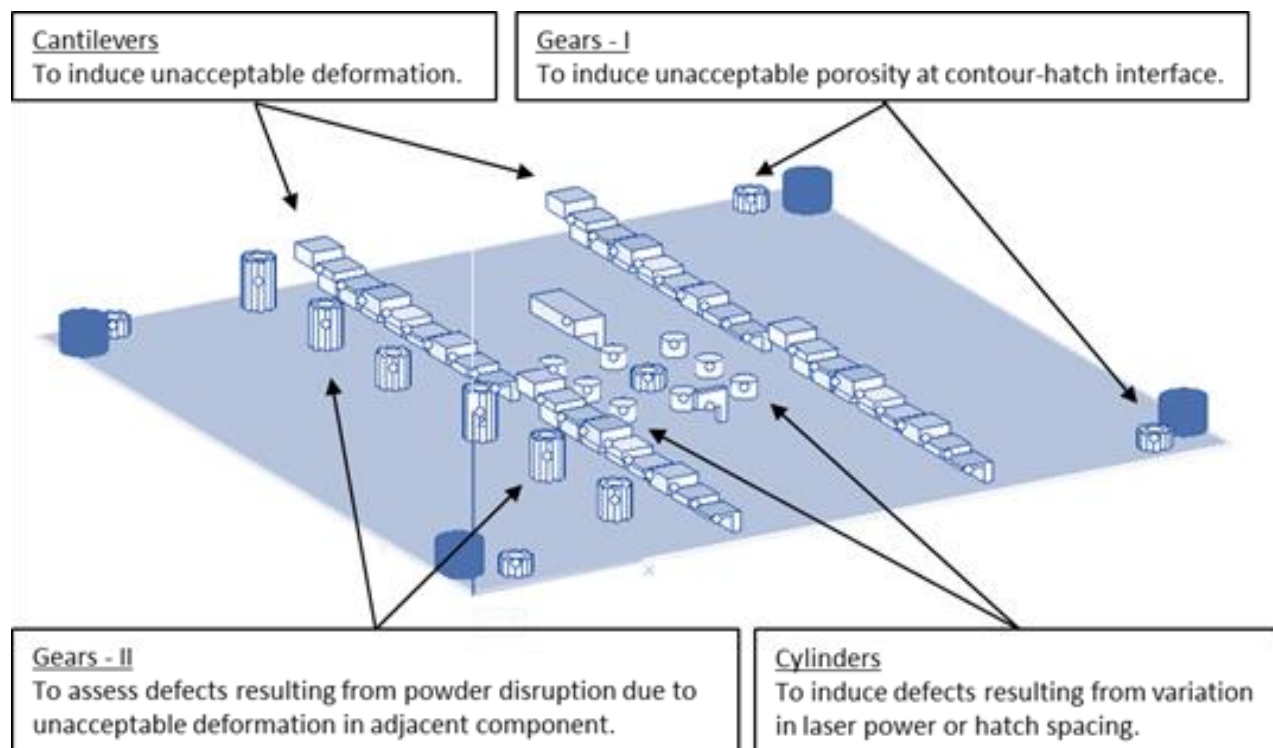 Cantilevers
To induce unacceptable deformation.
Gears - I
To induce unacceptable porosity at contour-hatch interface.
Gears - II
To assess defects resulting from powder disruption due to
unacceptable deformation in adjacent component.
Cylinders
To induce defects resulting from variation
in laser power or hatch spacing.